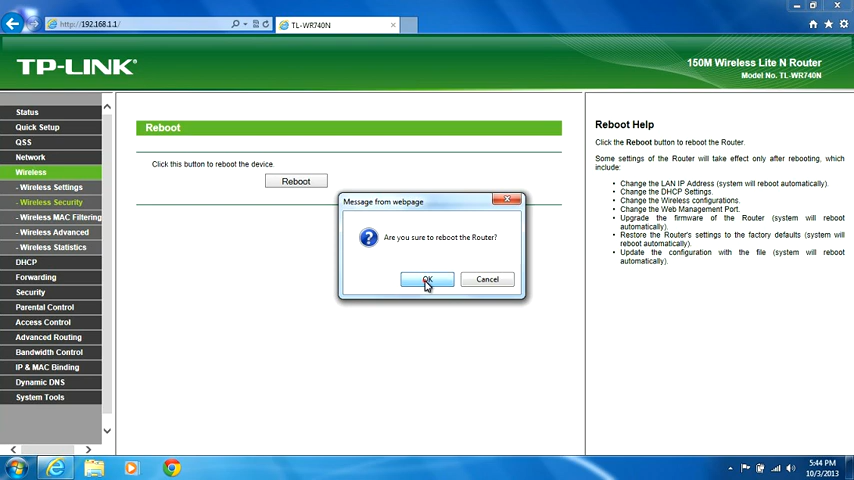 http://192.168.1.1/
TL-WR740N
TP-LINK®
150M Wireless Lite N Router
Model No. TL-WR740N
Status
Quick Setup
QSS
Network
Wireless
- Wireless Settings
- Wireless Security
- Wireless MAC Filtering
- Wireless Advanced
- Wireless Statistics
DHCP
Forwarding
Security
Parental Control
Access Control
Advanced Routing
Bandwidth Control
IP & MAC Binding
Dynamic DNS
System Tools
Reboot
Click this button to reboot the device.
Reboot
Message from webpage
Are you sure to reboot the Router?
OK
Cancel
Reboot Help
Click the Reboot button to reboot the Router.
Some settings of the Router will take effect only after rebooting, which
include:
• Change the LAN IP Address (system will reboot automatically).
• Change the DHCP Settings.
• Change the Wireless configurations.
• Change the Web Management Port.
• Upgrade the firmware of the Router (system will reboot
automatically).
• Restore the Router's settings to the factory defaults (system will
reboot automatically).
• Update the configuration with the file (system will reboot
automatically).
5:44 PM
10/3/2013